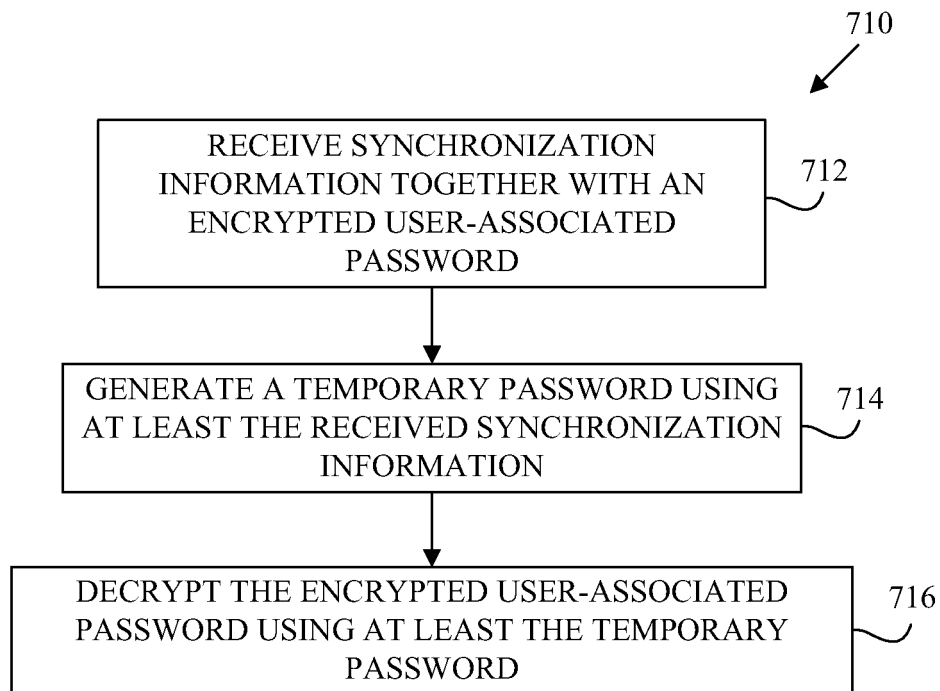 710
RECEIVE SYNCHRONIZATION
INFORMATION TOGETHER WITH AN
ENCRYPTED USER-ASSOCIATED
PASSWORD
712
GENERATE A TEMPORARY PASSWORD USING
AT LEAST THE RECEIVED SYNCHRONIZATION
INFORMATION
714
DECRYPT THE ENCRYPTED USER-ASSOCIATED
PASSWORD USING AT LEAST THE TEMPORARY
PASSWORD
716